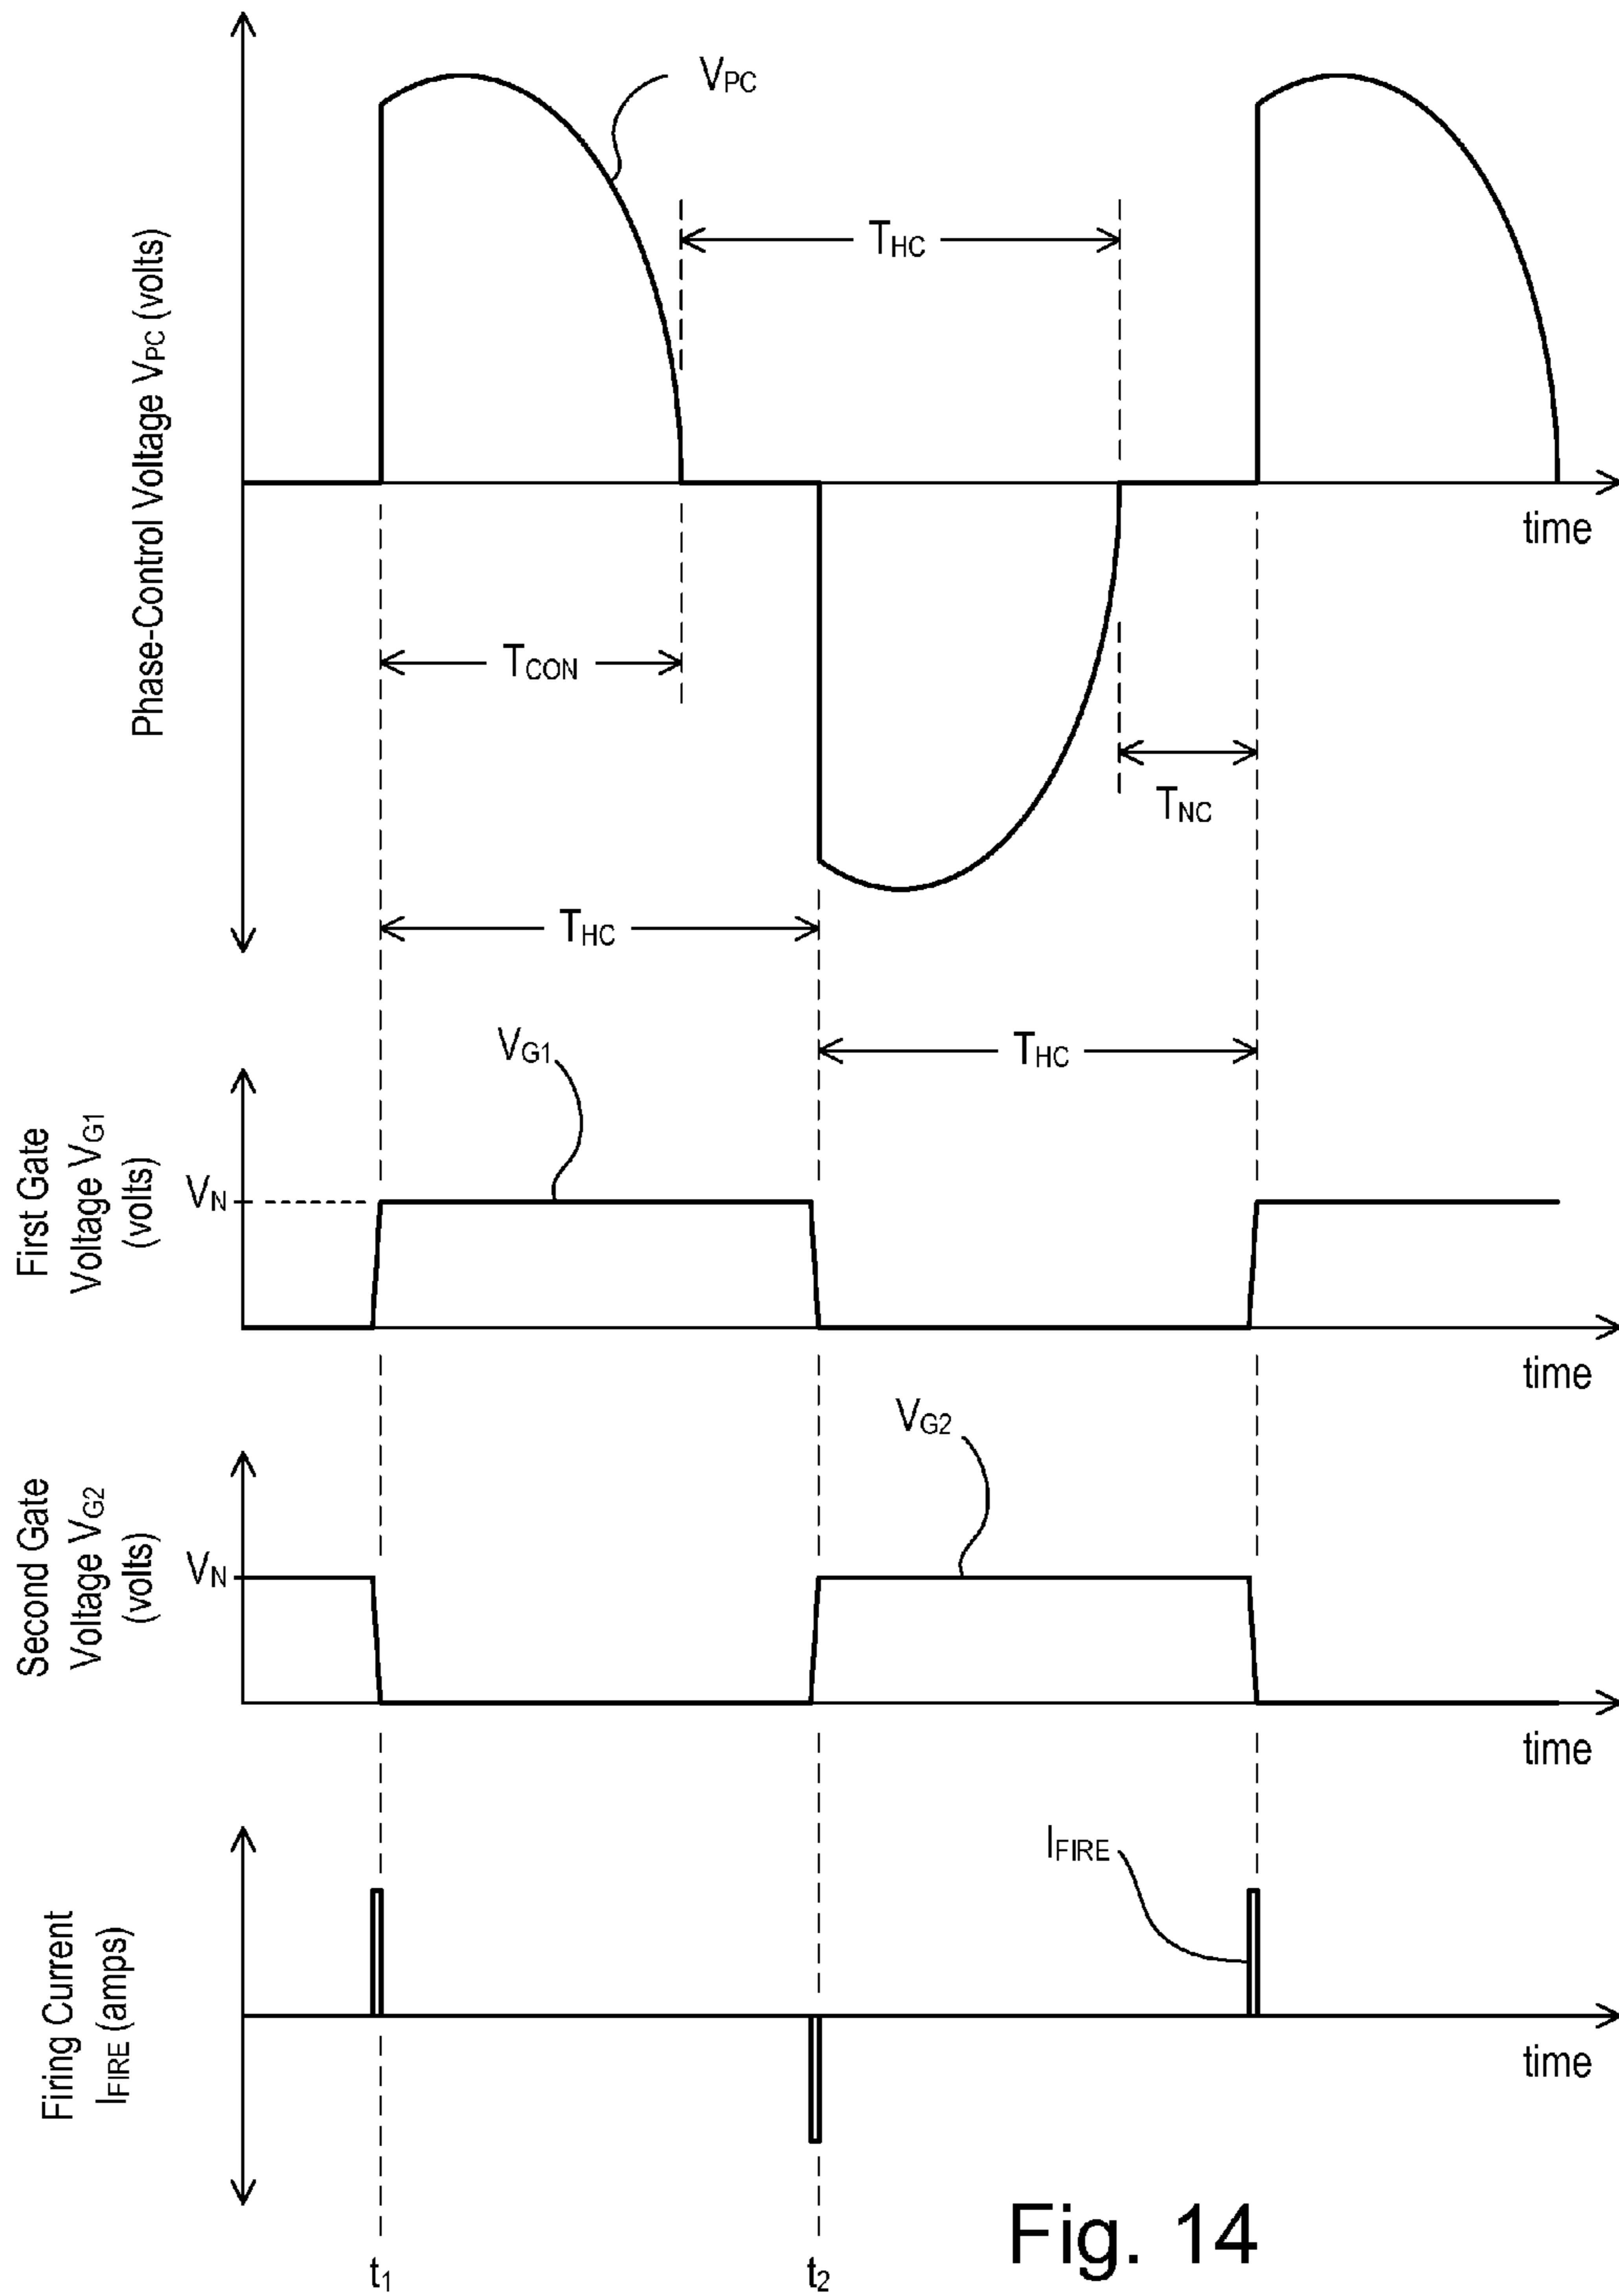 Phase-Control Voltage VPC (volts)
VPC
THC
time
TCON
TNC
THC
THC
First Gate
Voltage VG1
(volts)
VG1
VN
time
Second Gate
Voltage VG2
(volts)
VG2
VN
time
Firing Current
IFIRE (amps)
IFIRE
time
t1
t2
Fig. 14